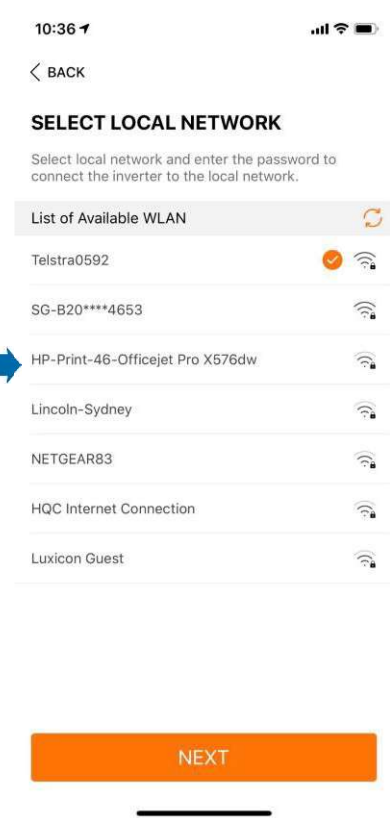 10:36
BACK
SELECT LOCAL NETWORK
Select local network and enter the password to
connect the inverter to the local network.
List of Available WLAN
Telstra0592
SG-B20****4653
HP-Print-46-Officejet Pro X576dw
Lincoln-Sydney
NETGEAR83
HQC Internet Connection
Luxicon Guest
NEXT